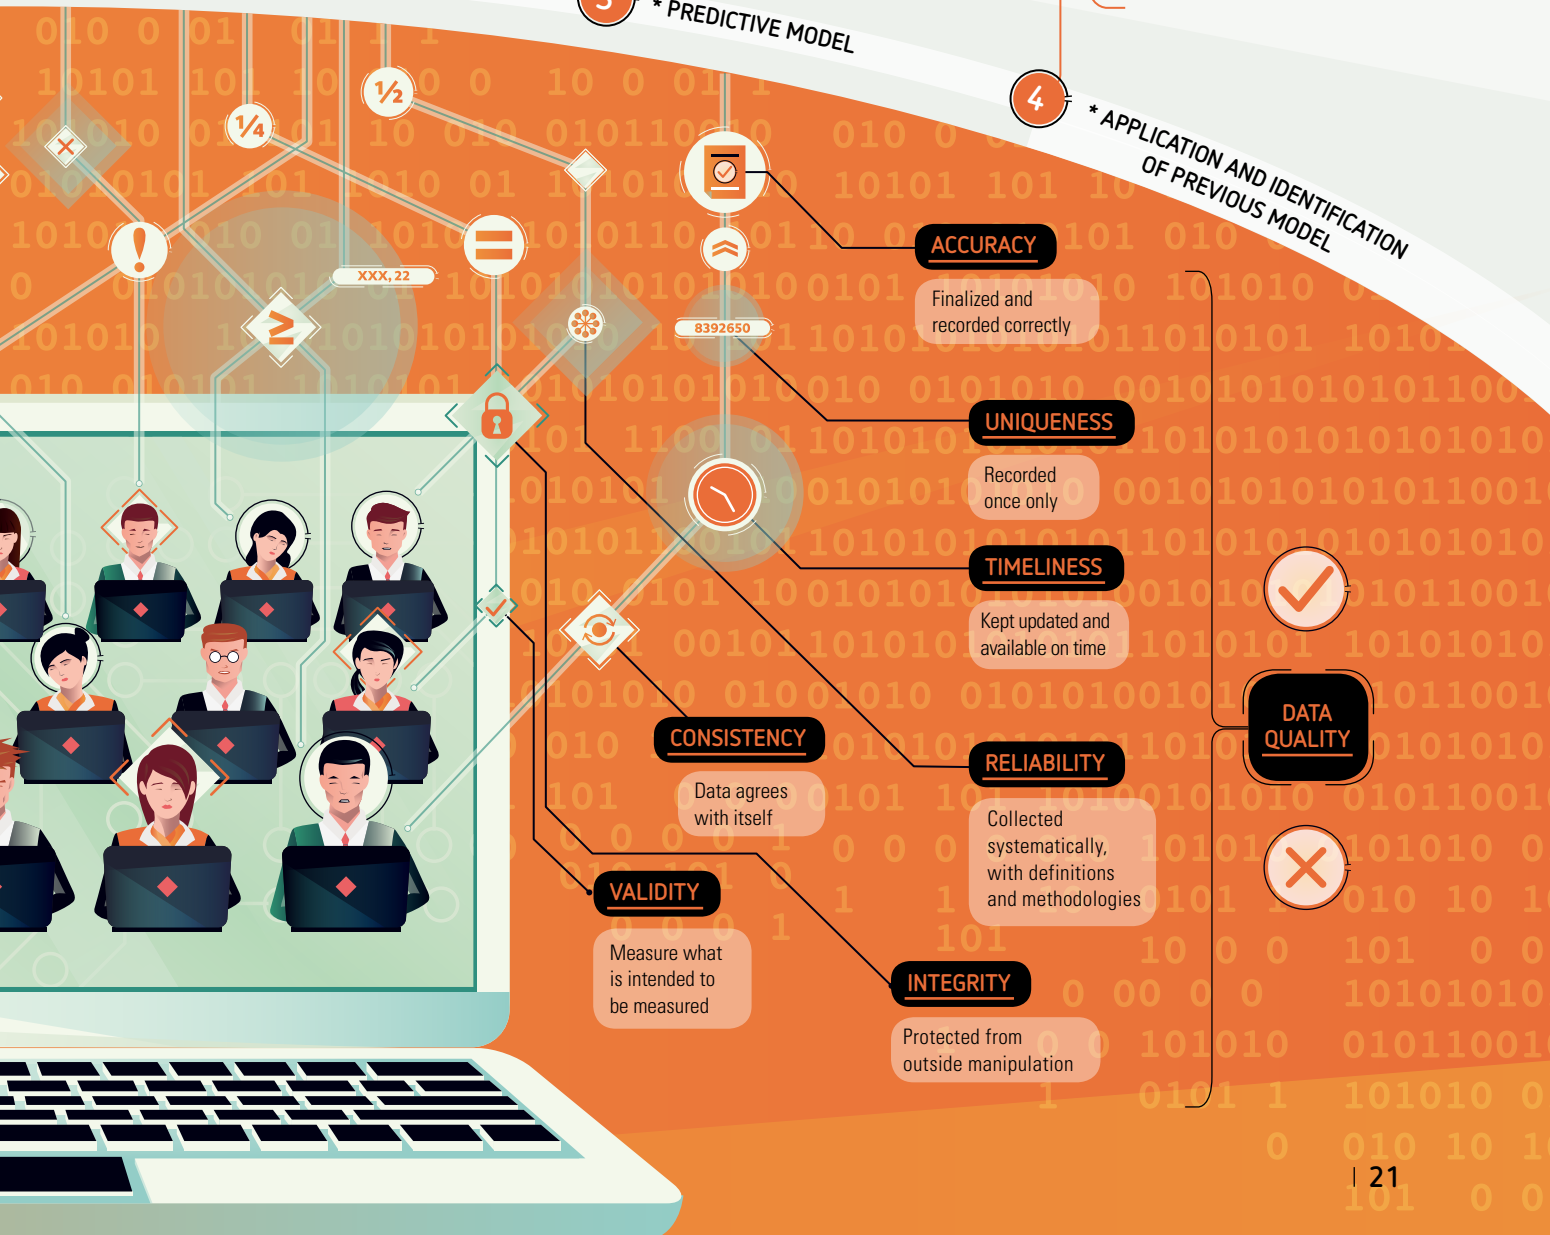 3
* PREDICTIVE MODEL
4
* APPLICATION AND IDENTIFICATION
OF PREVIOUS MODEL
1/2
1/4
XXX, 22
8392650
ACCURACY
Finalized and
recorded correctly
UNIQUENESS
Recorded
once only
TIMELINESS
Kept updated and
available on time
CONSISTENCY
Data agrees
with itself
RELIABILITY
Collected
systematically,
with definitions
and methodologies
VALIDITY
Measure what
is intended to
be measured
INTEGRITY
Protected from
outside manipulation
DATA
QUALITY
21